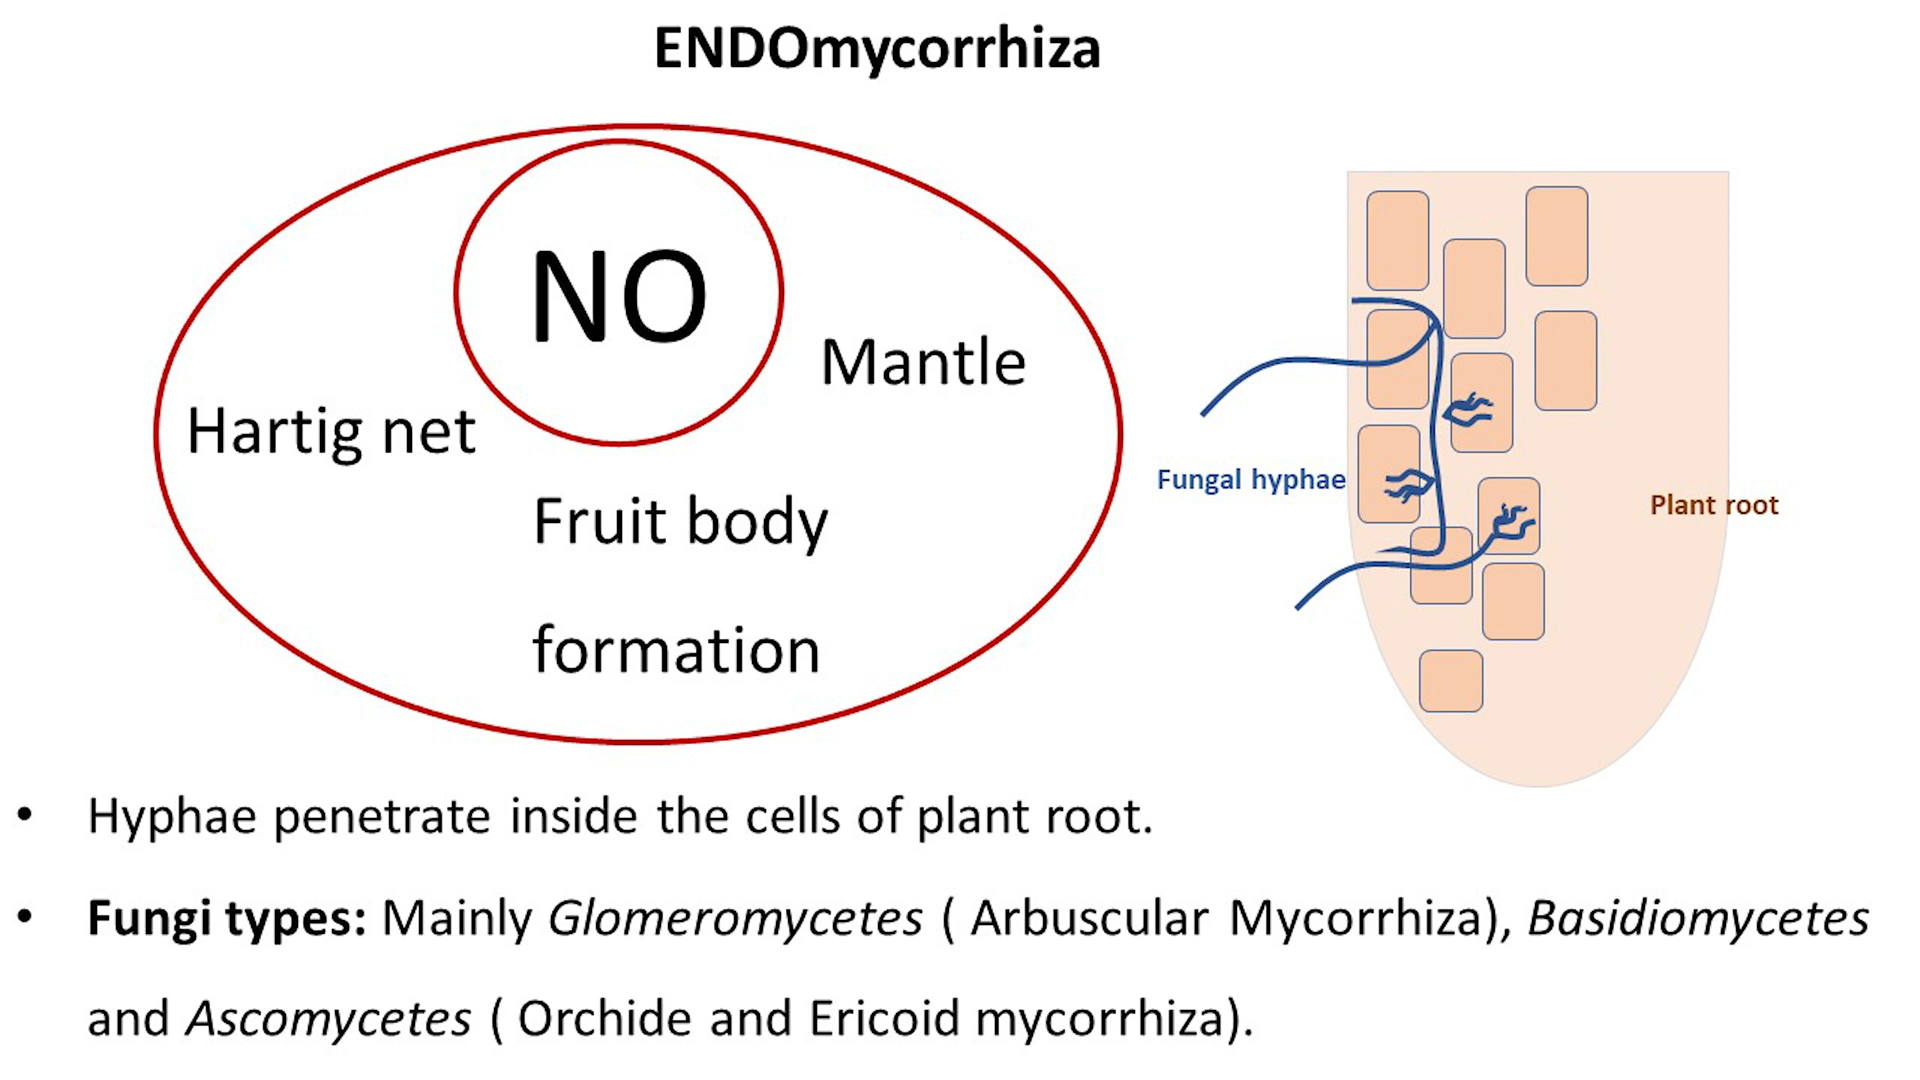 ENDOmycorrhiza
NO
Mantle
Hartig net
Fruit body
formation
Fungal hyphae
Plant root
• Hyphae penetrate inside the cells of plant root.
• Fungi types: Mainly Glomeromycetes ( Arbuscular Mycorrhiza), Basidiomycetes
and Ascomycetes ( Orchide and Ericoid mycorrhiza).